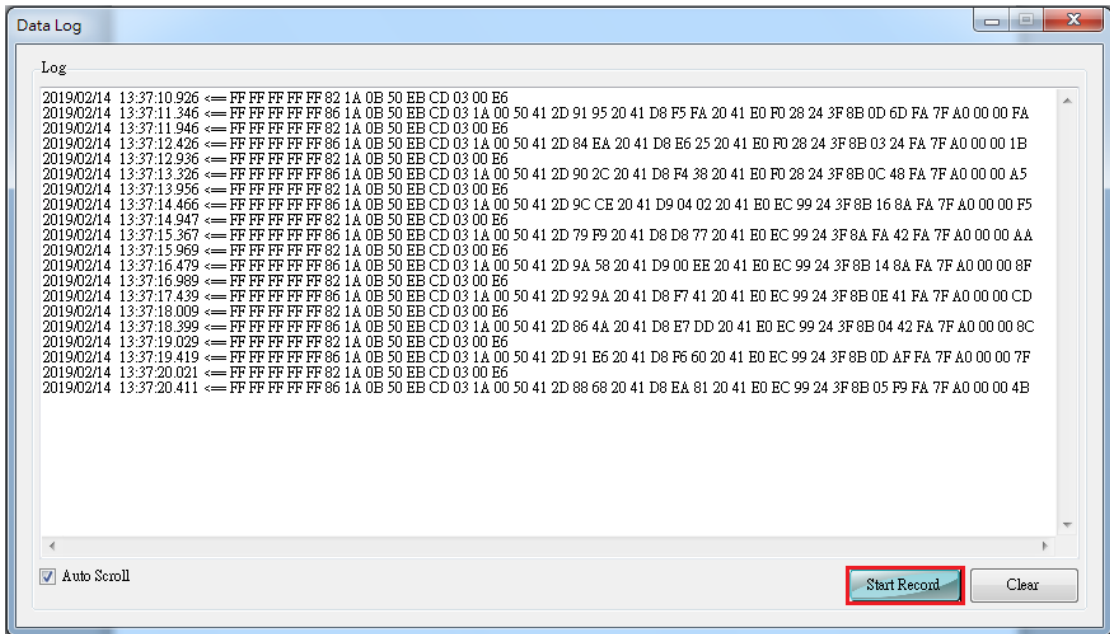 Data Log
Log
2019/02/14 13:37:10.926 <== FF FF FF FF FF 82 1A 0B 50 EB CD 03 00 E6
2019/02/14 13:37:11.346 <== FF FF FF FF FF 86 1A 0B 50 EB CD 03 1A 00 50 41 2D 91 95 20 41 D8 F5 FA 20 41 E0 F0 28 24 3F 8B 0D 6D FA 7F A0 00 00 FA
2019/02/14 13:37:11.946 <== FF FF FF FF FF 82 1A 0B 50 EB CD 03 00 E6
2019/02/14 13:37:12.426 <== FF FF FF FF FF 86 1A 0B 50 EB CD 03 1A 00 50 41 2D 84 EA 20 41 D8 E6 25 20 41 E0 F0 28 24 3F 8B 03 24 FA 7F A0 00 00 1B
2019/02/14 13:37:12.936 <== FF FF FF FF FF 82 1A 0B 50 EB CD 03 00 E6
2019/02/14 13:37:13.326 <== FF FF FF FF FF 86 1A 0B 50 EB CD 03 1A 00 50 41 2D 90 2C 20 41 D8 F4 38 20 41 E0 F0 28 24 3F 8B 0C 48 FA 7F A0 00 00 A5
2019/02/14 13:37:13.956 <== FF FF FF FF FF 82 1A 0B 50 EB CD 03 00 E6
2019/02/14 13:37:14.466 <== FF FF FF FF FF 86 1A 0B 50 EB CD 03 1A 00 50 41 2D 9C CE 20 41 D9 04 02 20 41 E0 EC 99 24 3F 8B 16 8A FA 7F A0 00 00 F5
2019/02/14 13:37:14.947 <== FF FF FF FF FF 82 1A 0B 50 EB CD 03 00 E6
2019/02/14 13:37:15.367 <== FF FF FF FF FF 86 1A 0B 50 EB CD 03 1A 00 50 41 2D 79 F9 20 41 D8 D8 77 20 41 E0 EC 99 24 3F 8A FA 42 FA 7F A0 00 00 AA
2019/02/14 13:37:15.969 <== FF FF FF FF FF 82 1A 0B 50 EB CD 03 00 E6
2019/02/14 13:37:16.479 <== FF FF FF FF FF 86 1A 0B 50 EB CD 03 1A 00 50 41 2D 9A 58 20 41 D9 00 EE 20 41 E0 EC 99 24 3F 8B 14 8A FA 7F A0 00 00 8F
2019/02/14 13:37:16.989 <== FF FF FF FF FF 82 1A 0B 50 EB CD 03 00 E6
2019/02/14 13:37:17.439 <== FF FF FF FF FF 86 1A 0B 50 EB CD 03 1A 00 50 41 2D 92 9A 20 41 D8 F7 41 20 41 E0 EC 99 24 3F 8B 0E 41 FA 7F A0 00 00 CD
2019/02/14 13:37:18.009 <== FF FF FF FF FF 82 1A 0B 50 EB CD 03 00 E6
2019/02/14 13:37:18.399 <== FF FF FF FF FF 86 1A 0B 50 EB CD 03 1A 00 50 41 2D 86 4A 20 41 D8 E7 DD 20 41 E0 EC 99 24 3F 8B 04 42 FA 7F A0 00 00 8C
2019/02/14 13:37:19.029 <== FF FF FF FF FF 82 1A 0B 50 EB CD 03 00 E6
2019/02/14 13:37:19.419 <== FF FF FF FF FF 86 1A 0B 50 EB CD 03 1A 00 50 41 2D 91 E6 20 41 D8 F6 60 20 41 E0 EC 99 24 3F 8B 0D AF FA 7F A0 00 00 7F
2019/02/14 13:37:20.021 <== FF FF FF FF FF 82 1A 0B 50 EB CD 03 00 E6
2019/02/14 13:37:20.411 <== FF FF FF FF FF 86 1A 0B 50 EB CD 03 1A 00 50 41 2D 88 68 20 41 D8 EA 81 20 41 E0 EC 99 24 3F 8B 05 F9 FA 7F A0 00 00 4B
Auto Scroll
Start Record
Clear